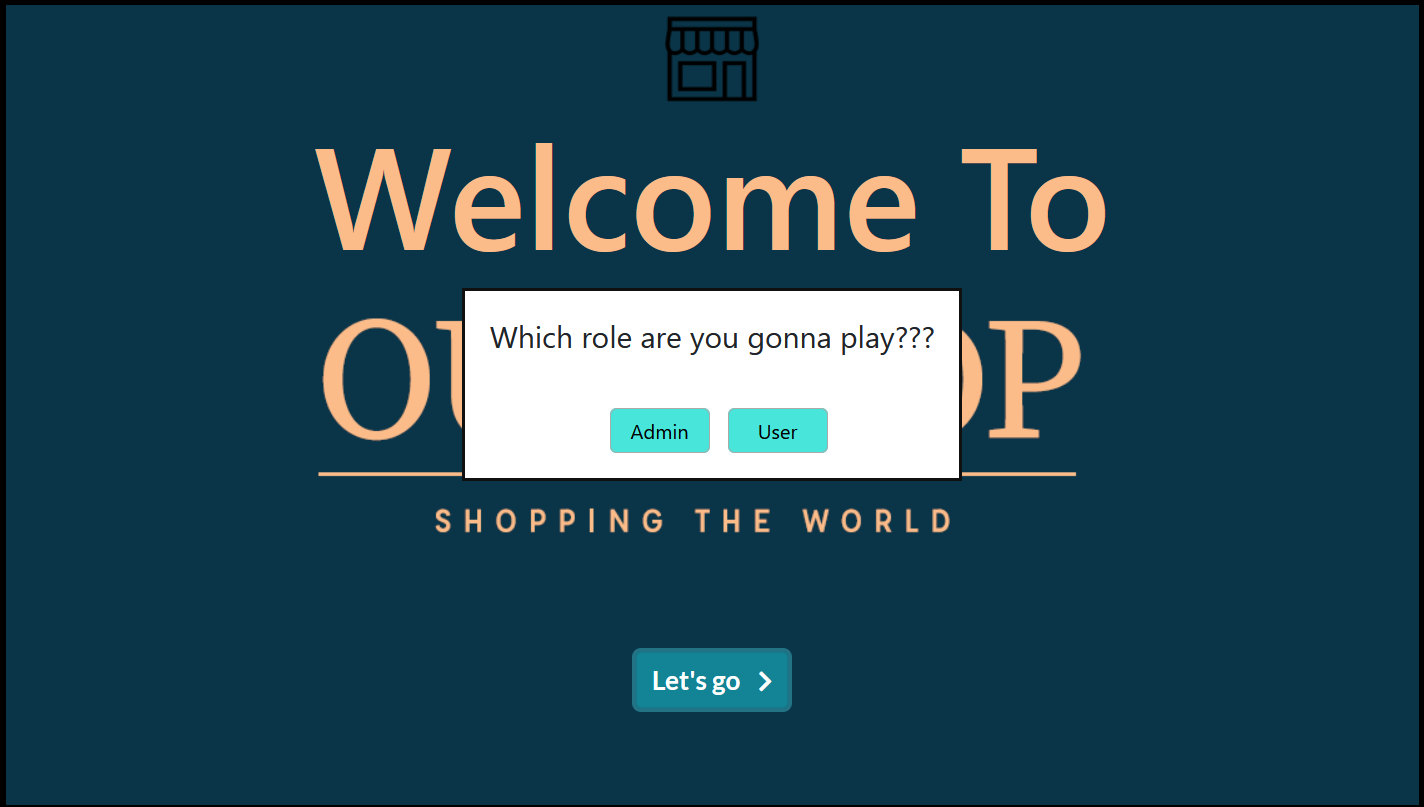 Welcome To
Which role are you gonna play???
Admin User
SHOPPING THE WORLD
Let's go